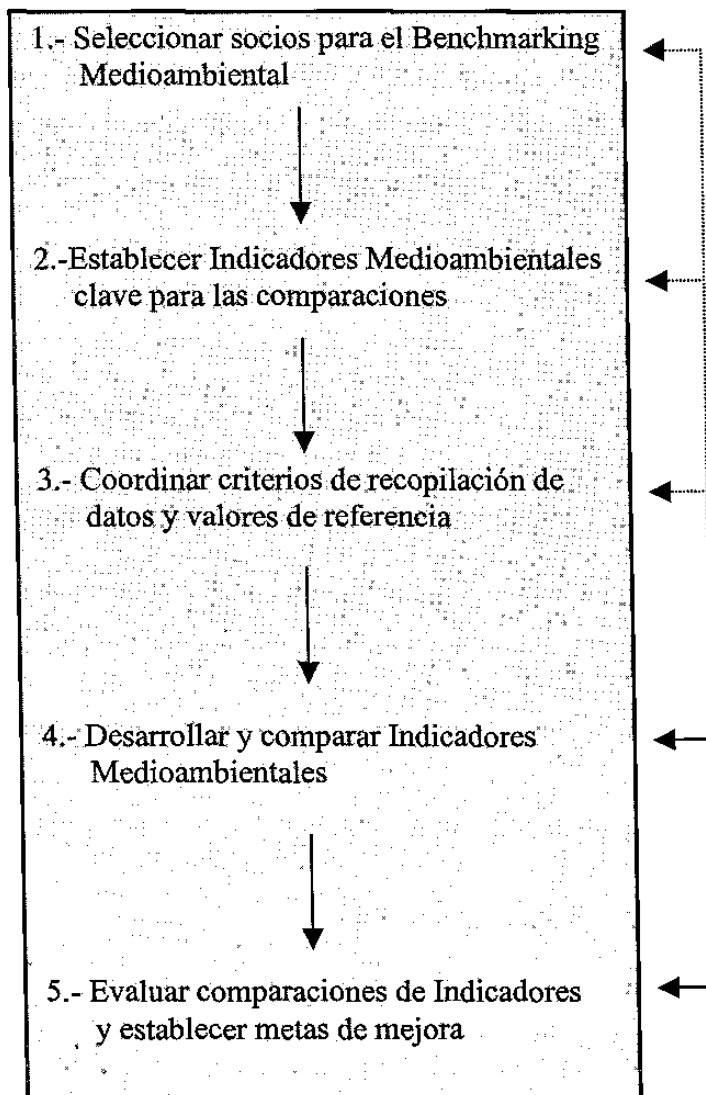 1.- Seleccionar socios para el Benchmarking
Medioambiental
2.-Establecer Indicadores Medioambientales
clave para las comparaciones
3.- Coordinar criterios de recopilación de
datos y valores de referencia
4.- Desarrollar y comparar Indicadores
Medioambientales
5.- Evaluar comparaciones de Indicadores
y establecer metas de mejora